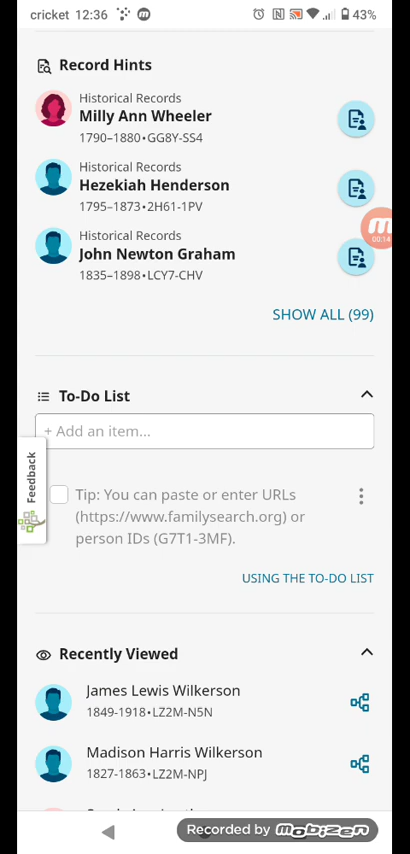 cricket 12:36
43%
Record Hints
Historical Records
Milly Ann Wheeler
1790–1880•GG8Y-SS4
Historical Records
Hezekiah Henderson
1795–1873•2H61-1PV
00:14
Historical Records
John Newton Graham
1835–1898•LCY7-CHV
SHOW ALL (99)
To-Do List
+ Add an item...
Feedback
Tip: You can paste or enter URLs
(https://www.familysearch.org) or
person IDs (G7T1-3MF).
USING THE TO-DO LIST
Recently Viewed
James Lewis Wilkerson
1849-1918•LZ2M-N5N
Madison Harris Wilkerson
1827-1863•LZ2M-NPJ
Recorded by mobizen